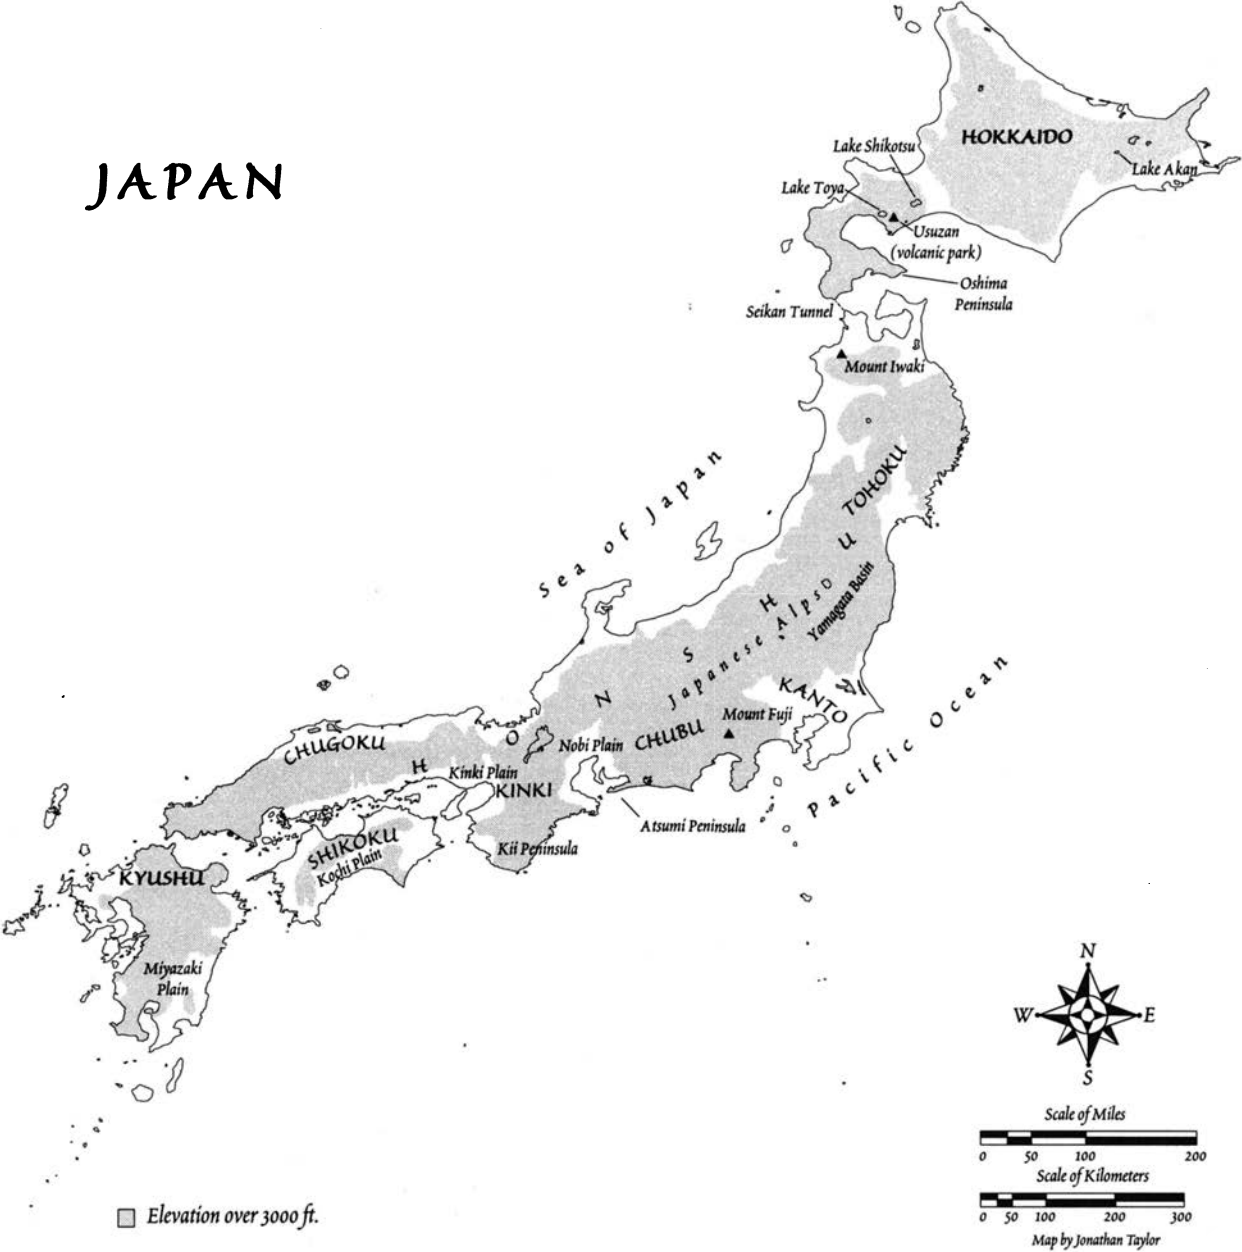 JAPAN
HOKKAIDO
Lake Shikotsu
Lake Akan
Lake Toya
Usuzan
(volcanic park)
Oshima
Peninsula
Seikan Tunnel
Mount Iwaki
TOHOKU
Sea of Japan
HONSHU
Japanese Alps
Yamagata Basin
KANTO
Pacific Ocean
Mount Fuji
CHUBU
Nobi Plain
CHUGOKU
Kinki Plain
KINKI
Atsumi Peninsula
Kii Peninsula
SHIKOKU
Kochi Plain
KYUSHU
Miyazaki
Plain
N
W E
S
Scale of Miles
0 50 100 200
Scale of Kilometers
0 50 100 200 300
Map by Jonathan Taylor
Elevation over 3000 ft.